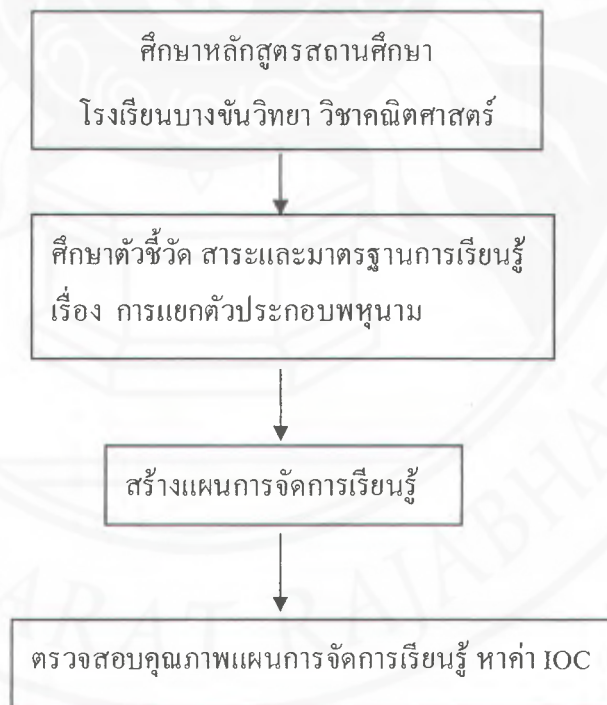 ศึกษาหลักสูตรสถานศึกษา
โรงเรียนบางขันวิทยา วิชาคณิตศาสตร์
ศึกษาตัวชี้วัด สาระและมาตรฐานการเรียนรู้
เรื่อง การแยกตัวประกอบพหุนาม
สร้างแผนการจัดการเรียนรู้
ตรวจสอบคุณภาพแผนการจัดการเรียนรู้ หาค่า IOC